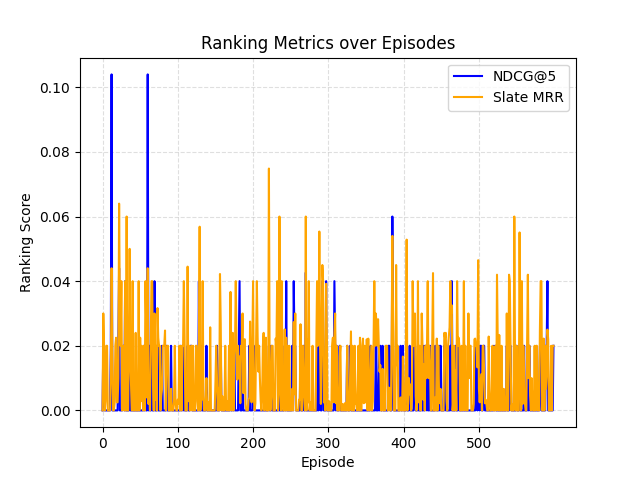 Ranking Metrics over Episodes
NDCG@5
Slate MRR
Ranking Score
0.10
0.08
0.06
0.04
0.02
0.00
0 100 200 300 400 500
Episode